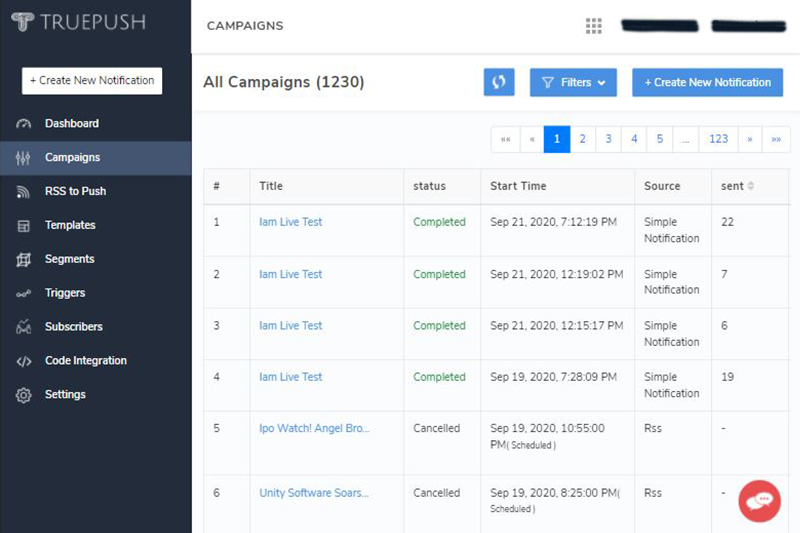 TRUEPUSH
CAMPAIGNS
+ Create New Notification
Dashboard
Campaigns
RSS to Push
Templates
Segments
Triggers
Subscribers
Code Integration
Settings
All Campaigns (1230)
Filters
+ Create New Notification
«« « 1 2 3 4 5 ... 123 » »»
# Title status Start Time Source sent
1 Iam Live Test Completed Sep 21, 2020, 7:12:19 PM Simple 22
Notification
2 Iam Live Test Completed Sep 21, 2020, 12:19:02 PM Simple 7
Notification
3 Iam Live Test Completed Sep 21, 2020, 12:15:17 PM Simple 6
Notification
4 Iam Live Test Completed Sep 19, 2020, 7:28:09 PM Simple 19
Notification
5 Ipo Watch! Angel Bro... Cancelled Sep 19, 2020, 10:55:00 Rss -
PM( Scheduled )
6 Unity Software Soars... Cancelled Sep 19, 2020, 8:25:00 PM( Rss -
Scheduled )